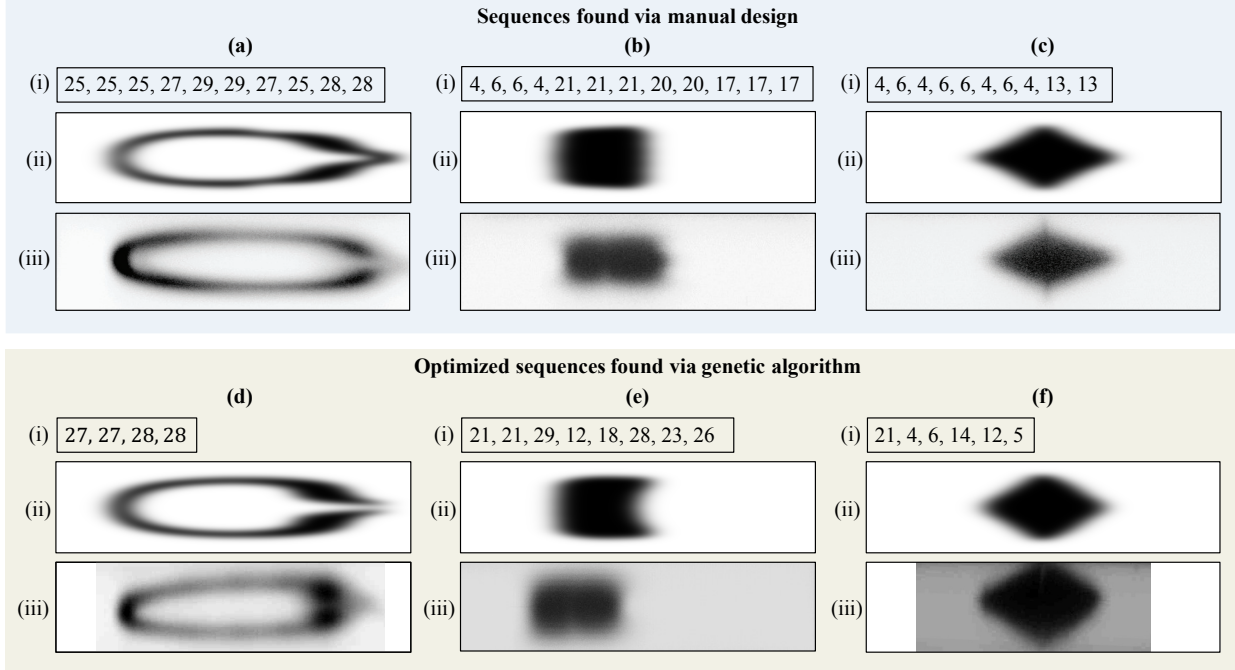 Sequences found via manual design
(a)
(b)
(c)
(i) 25, 25, 25, 27, 29, 29, 27, 25, 28, 28
(i) 4, 6, 6, 4, 21, 21, 21, 20, 20, 17, 17, 17
(i) 4, 6, 4, 6, 6, 4, 6, 4, 13, 13
(ii)
(ii)
(ii)
(iii)
(iii)
(iii)
Optimized sequences found via genetic algorithm
(d)
(e)
(f)
(i) 27, 27, 28, 28
(i) 21, 21, 29, 12, 18, 28, 23, 26
(i) 21, 4, 6, 14, 12, 5
(ii)
(ii)
(ii)
(iii)
(iii)
(iii)